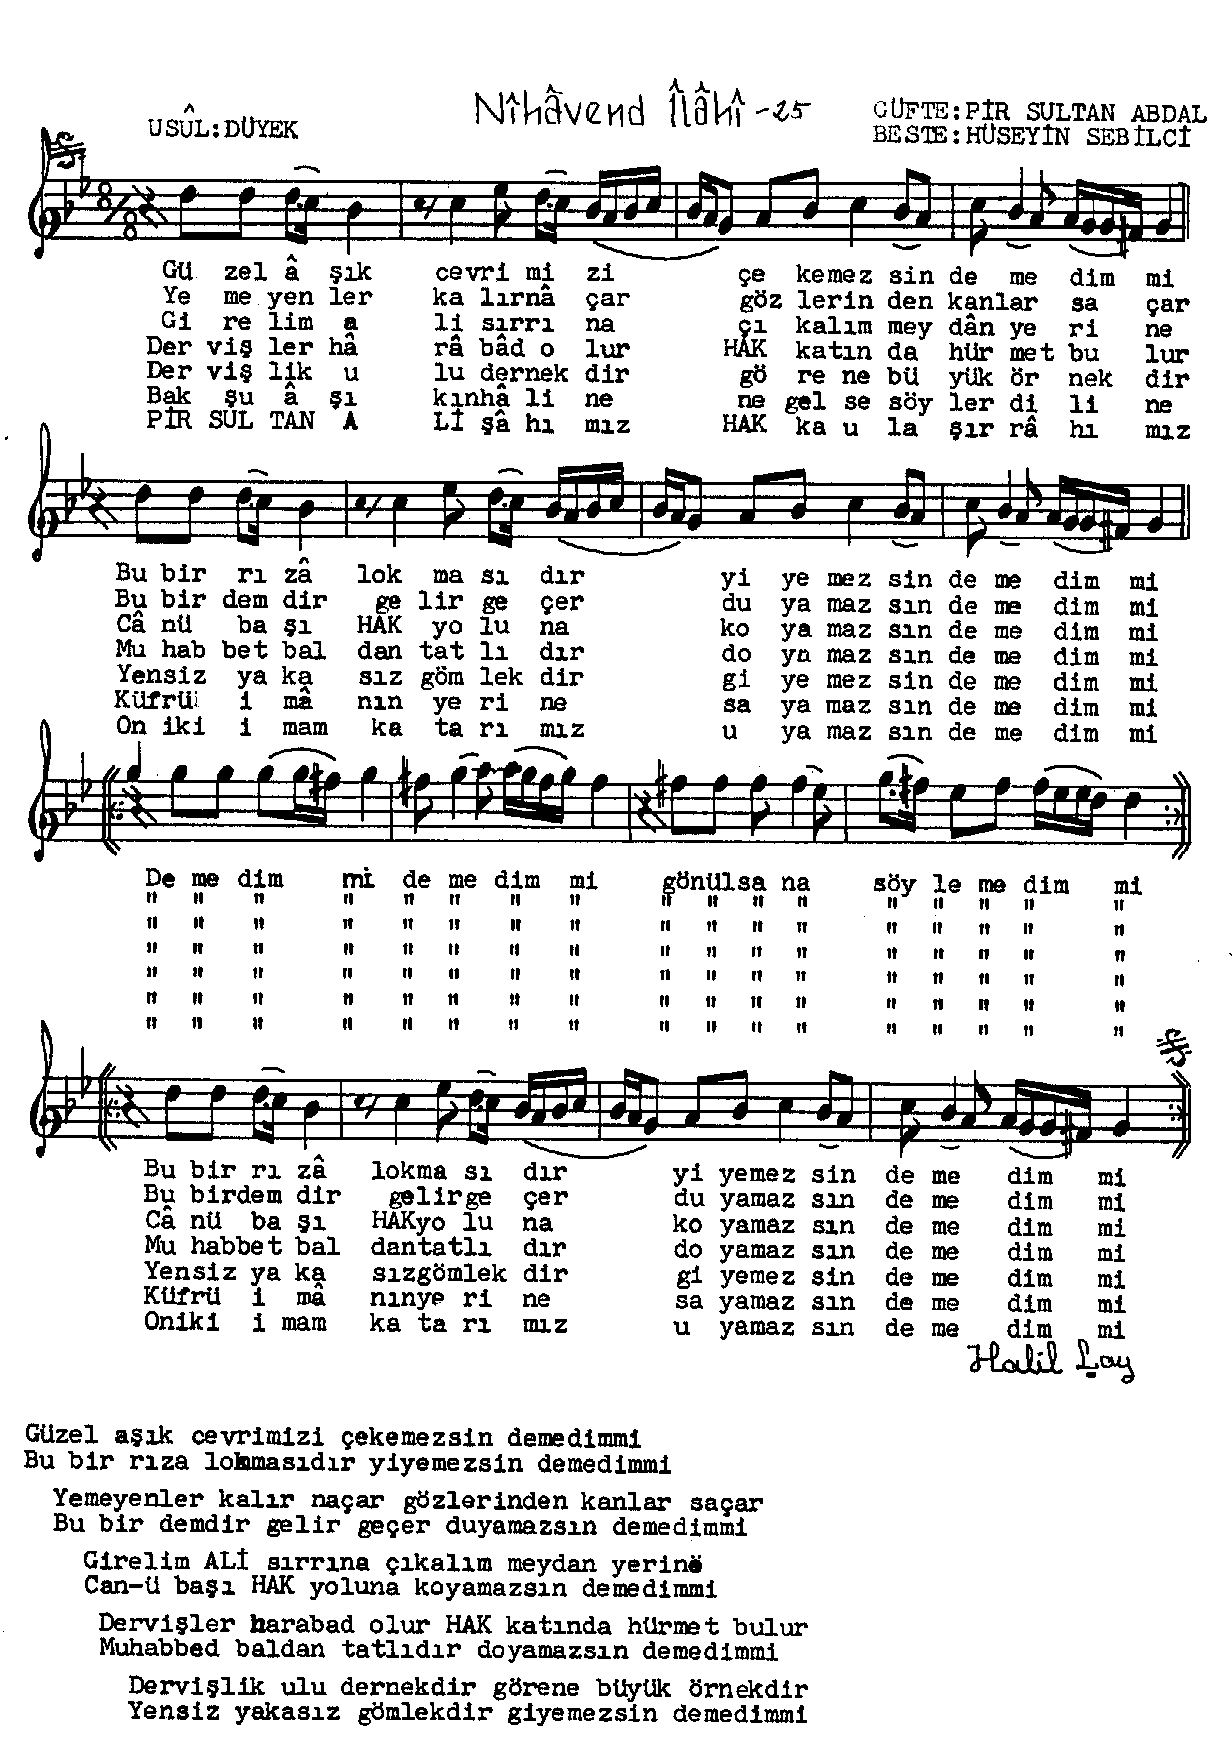 Nihâvend Îlâhî -25
USÛL:DÜYEK
GÜFTE:PİR SULTAN ABDAL
BESTE:HÜSEYİN SEBİLCİ
8/8
Gü zel â şık cevri mi zi çe kemez sin de me dim mi
Ye me yen ler ka lırnâ çar göz lerin den kanlar sa çar
Gi re lim a li sırrı na çı kalım mey dân ye ri ne
Der viş ler hâ râ bâd o lur HAK katın da hür met bu lur
Der viş lik u lu dernek dir gö re ne bü yük ör nek dir
Bak şu â şı kınhâ li ne ne gel se söy ler di li ne
PİR SUL TAN A Lİ şâ hı mız HAK ka u la şır râ hı mız
Bu bir rı zâ lok ma sı dır yi ye mez sin de me dim mi
Bu bir dem dir ge lir ge çer du ya maz sın de me dim mi
Câ nü ba şı HAK yo lu na ko ya maz sın de me dim mi
Mu hab bet bal dan tat lı dır do ya maz sın de me dim mi
Yensiz ya ka sız göm lek dir gi ye mez sin de me dim mi
Küfrü i mâ nın ye ri ne sa ya maz sın de me dim mi
On iki i mam ka ta rı mız u ya maz sın de me dim mi
De me dim mi de me dim mi gönülsa na söy le me dim mi
" " " " " " " " " " " " " " " " "
" " " " " " " " " " " " " " " " "
" " " " " " " " " " " " " " " " "
" " " " " " " " " " " " " " " " "
" " " " " " " " " " " " " " " " "
" " " " " " " " " " " " " " " " "
Bu bir rı zâ lokma sı dır yi yemez sin de me dim mi
Bu birdem dir gelirge çer du yamaz sın de me dim mi
Câ nü ba şı HAKyo lu na ko yamaz sın de me dim mi
Mu habbet bal dantatlı dır do yamaz sın de me dim mi
Yensiz ya ka sızgömlek dir gi yemez sin de me dim mi
Küfrü i mâ nınye ri ne sa yamaz sın de me dim mi
Oniki i mam ka ta rı mız u yamaz sın de me dim mi
Halil
Güzel aşık cevrimizi çekemezsin demedimmi
Bu bir rıza lokmasıdır yiyemezsin demedimmi
Yemeyenler kalır naçar gözlerinden kanlar saçar
Bu bir demdir gelir geçer duyamazsın demedimmi
Girelim ALİ sırrına çıkalım meydan yerine
Can-ü başı HAK yoluna koyamazsın demedimmi
Dervişler harabad olur HAK katında hürmet bulur
Muhabbed baldan tatlıdır doyamazsın demedimmi
Dervişlik ulu dernekdir görene büyük örnekdir
Yensiz yakasız gömlekdir giyemezsin demedimmi